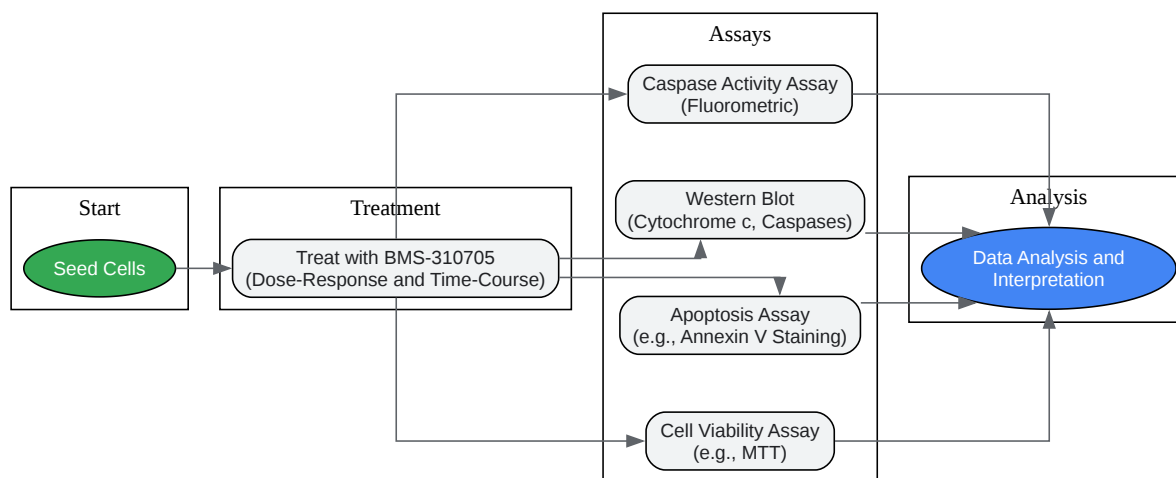 Start
Seed Cells
Treatment
Treat with BMS-310705
(Dose-Response and Time-Course)
Assays
Caspase Activity Assay
(Fluorometric)
Western Blot
(Cytochrome c, Caspases)
Apoptosis Assay
(e.g., Annexin V Staining)
Cell Viability Assay
(e.g., MTT)
Analysis
Data Analysis and
Interpretation